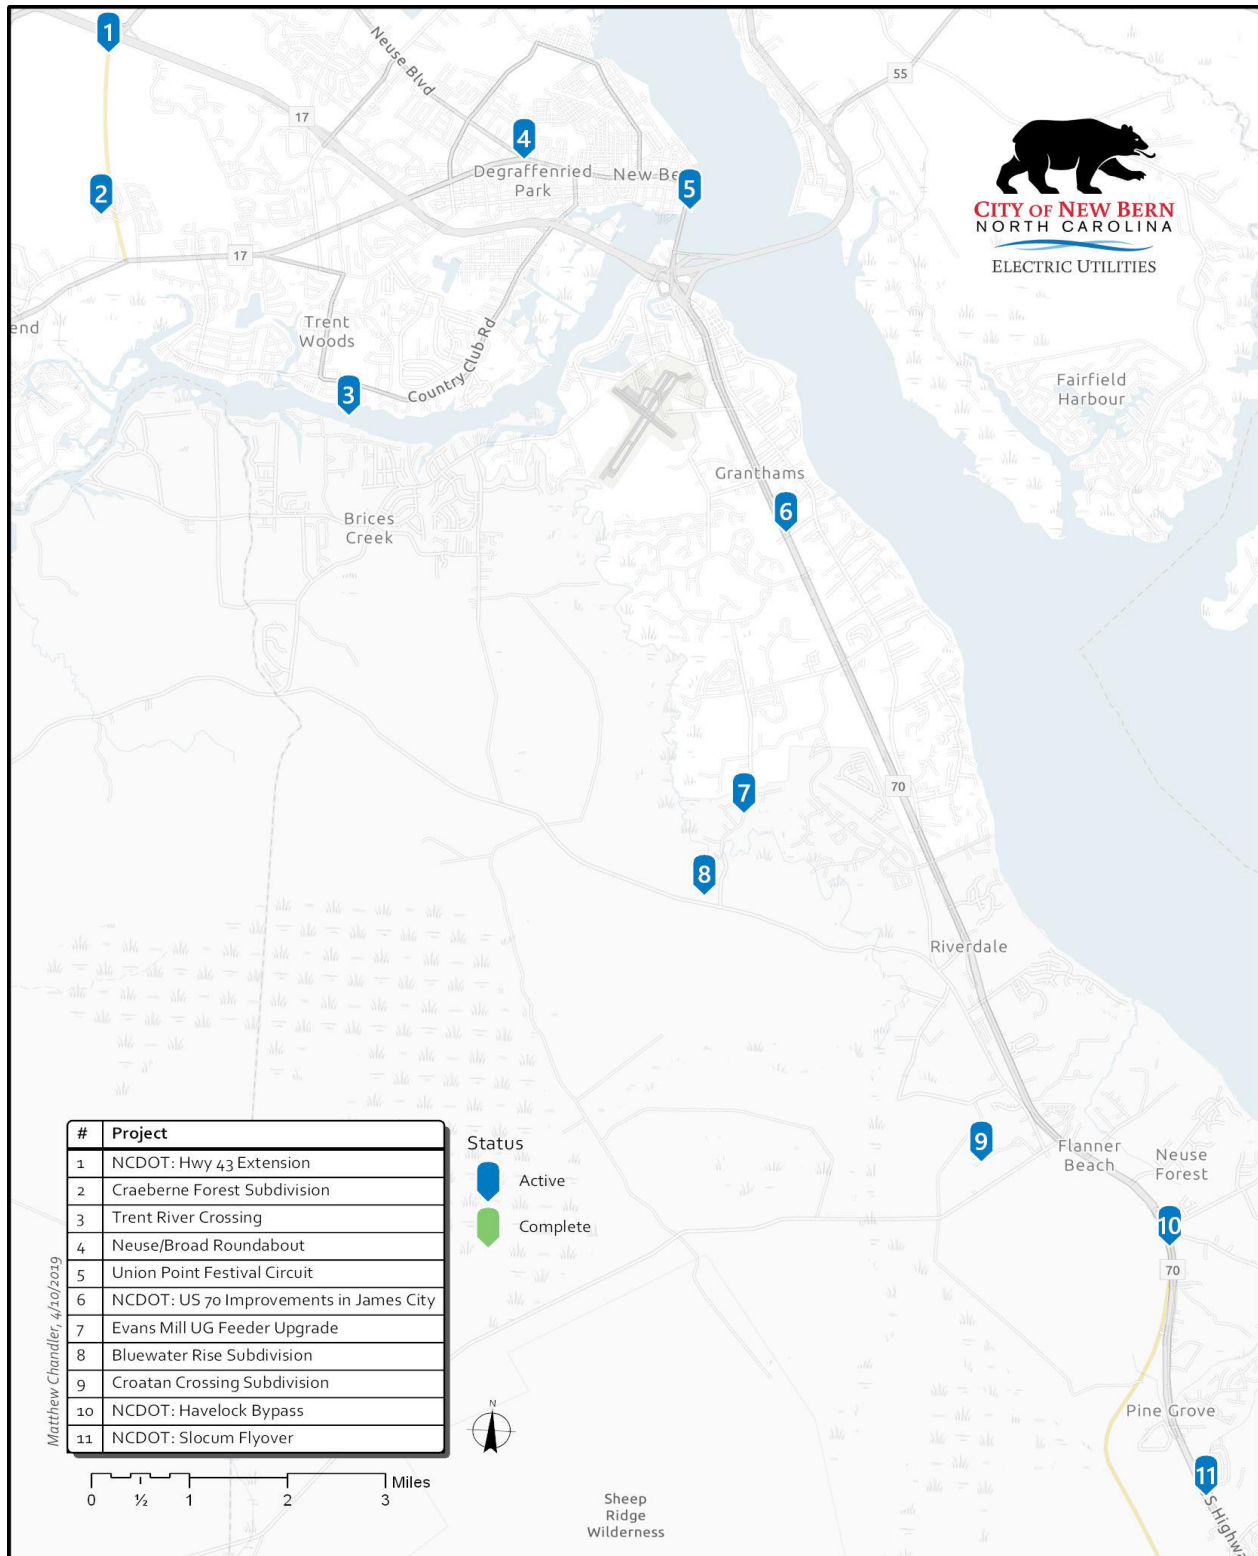 1
Neuse Blvd
55
17
4
Degraffenried
Park
New Be
2
5
CITY OF NEW BERN
NORTH CAROLINA
ELECTRIC UTILITIES
17
end
Trent
Woods
Country Club Rd
3
Fairfield
Harbour
Granthams
6
Brices
Creek
7
70
8
Riverdale
9
Flanner
Beach
Neuse
Forest
10
70
Pine Grove
11
S Highwa
Sheep
Ridge
Wilderness
# Project
1 NCDOT: Hwy 43 Extension
2 Craeberne Forest Subdivision
3 Trent River Crossing
4 Neuse/Broad Roundabout
5 Union Point Festival Circuit
6 NCDOT: US 70 Improvements in James City
7 Evans Mill UG Feeder Upgrade
8 Bluewater Rise Subdivision
9 Croatan Crossing Subdivision
10 NCDOT: Havelock Bypass
11 NCDOT: Slocum Flyover
Status
Active
Complete
Matthew Chandler, 4/10/2019
N
Miles
0 ½ 1 2 3